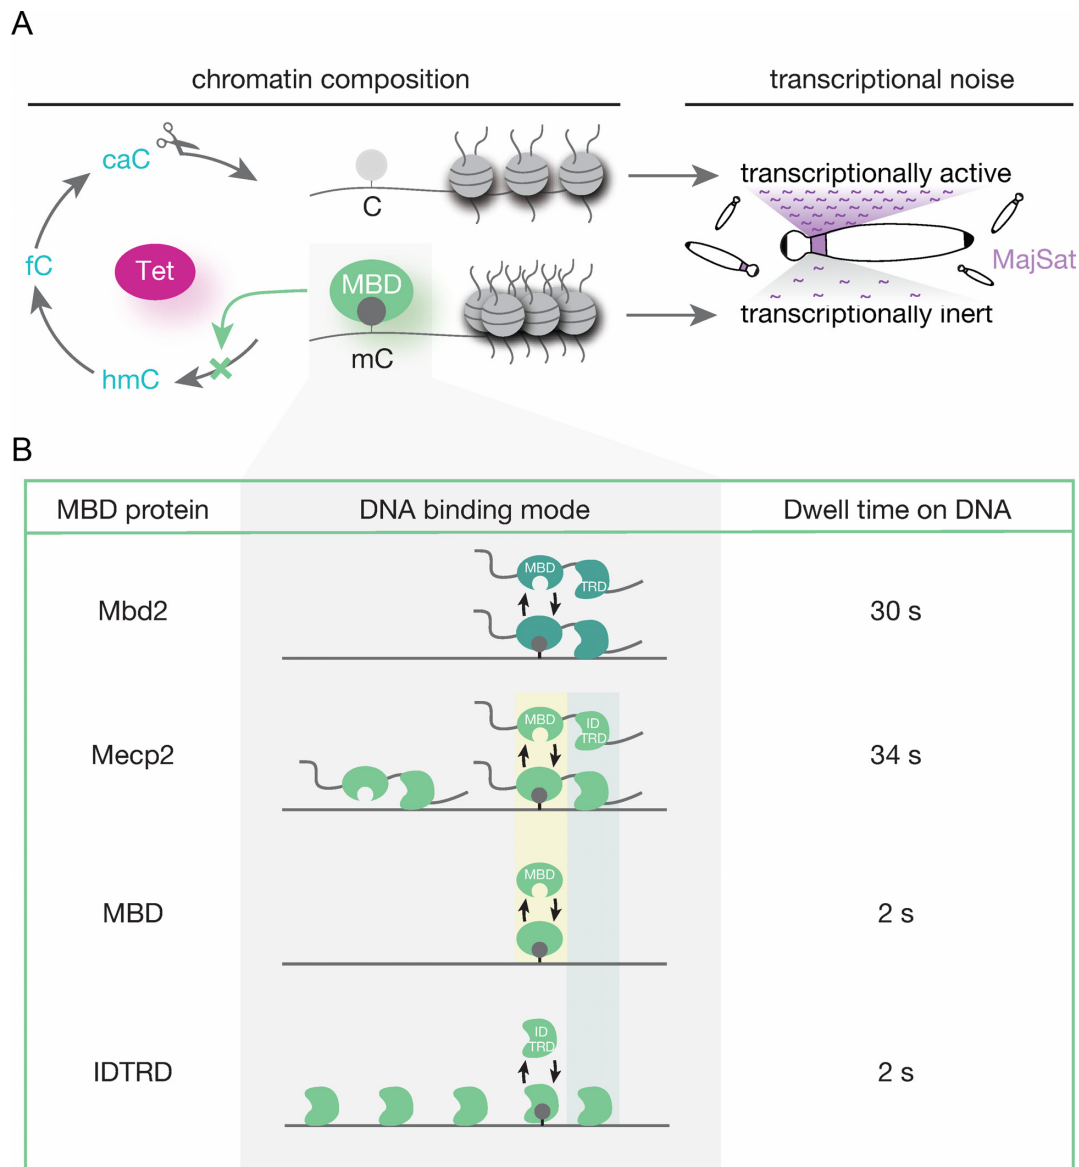 A
chromatin composition
transcriptional noise
caC
C
transcriptionally active
fC
Tet
MBD
MajSat
mC
transcriptionally inert
hmC
B
MBD protein
DNA binding mode
Dwell time on DNA
MBD
TRD
Mbd2
30 s
MBD
ID
TRD
Mecp2
34 s
MBD
MBD
2 s
ID
TRD
IDTRD
2 s